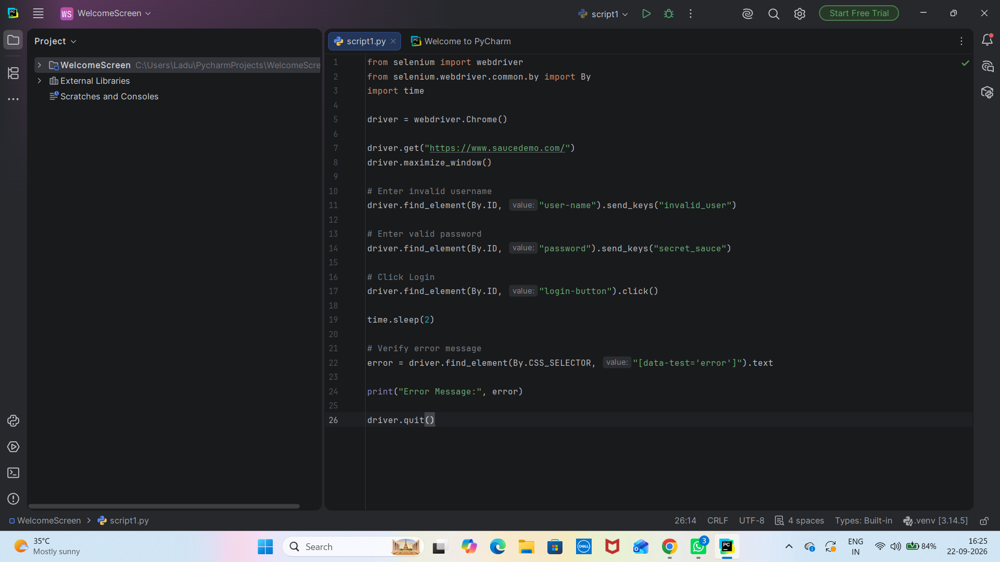 WS WelcomeScreen
script1
Start Free Trial
Project
WelcomeScreen C:\Users\Ladu\PycharmProjects\WelcomeScre
External Libraries
Scratches and Consoles
script1.py
Welcome to PyCharm
1 from selenium import webdriver
2 from selenium.webdriver.common.by import By
3 import time
4
5 driver = webdriver.Chrome()
6
7 driver.get("https://www.saucedemo.com/")
8 driver.maximize_window()
9
10 # Enter invalid username
11 driver.find_element(By.ID, value: "user-name").send_keys("invalid_user")
12
13 # Enter valid password
14 driver.find_element(By.ID, value: "password").send_keys("secret_sauce")
15
16 # Click Login
17 driver.find_element(By.ID, value: "login-button").click()
18
19 time.sleep(2)
20
21 # Verify error message
22 error = driver.find_element(By.CSS_SELECTOR, value: "[data-test='error']").text
23
24 print("Error Message:", error)
25
26 driver.quit()
WelcomeScreen > script1.py
26:14 CRLF UTF-8 4 spaces Types: Built-in .venv [3.14.5]
35°C
Mostly sunny
Search
DELL
3
PC
ENG
IN
84%
16:25
22-09-2026